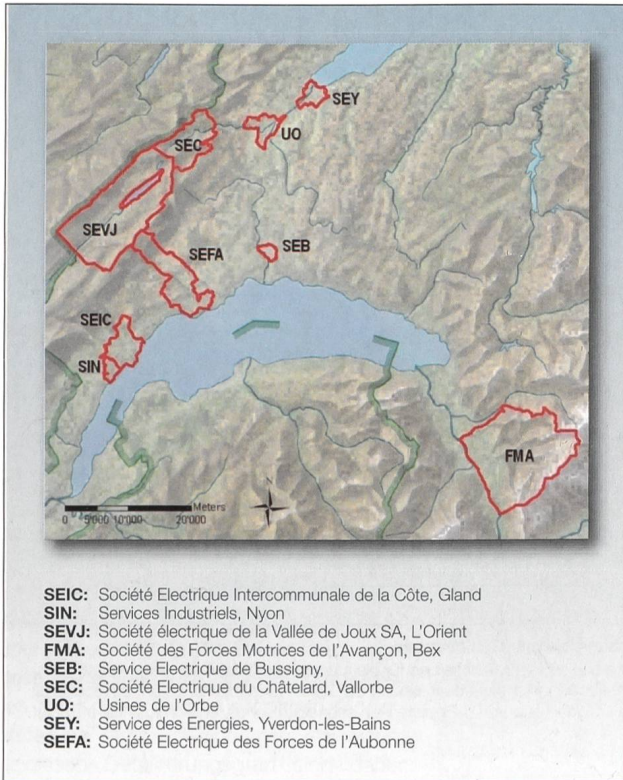 SEY
UO
SEC
SEVJ
SEFA
SEB
SEIC
SIN
FMA
N
Meters
0 5'000 10'000 20'000
SEIC: Société Electrique Intercommunale de la Côte, Gland
SIN: Services Industriels, Nyon
SEVJ: Société électrique de la Vallée de Joux SA, L'Orient
FMA: Société des Forces Motrices de l'Avançon, Bex
SEB: Service Electrique de Bussigny,
SEC: Société Electrique du Châtelard, Vallorbe
UO: Usines de l'Orbe
SEY: Service des Energies, Yverdon-les-Bains
SEFA: Société Electrique des Forces de l'Aubonne